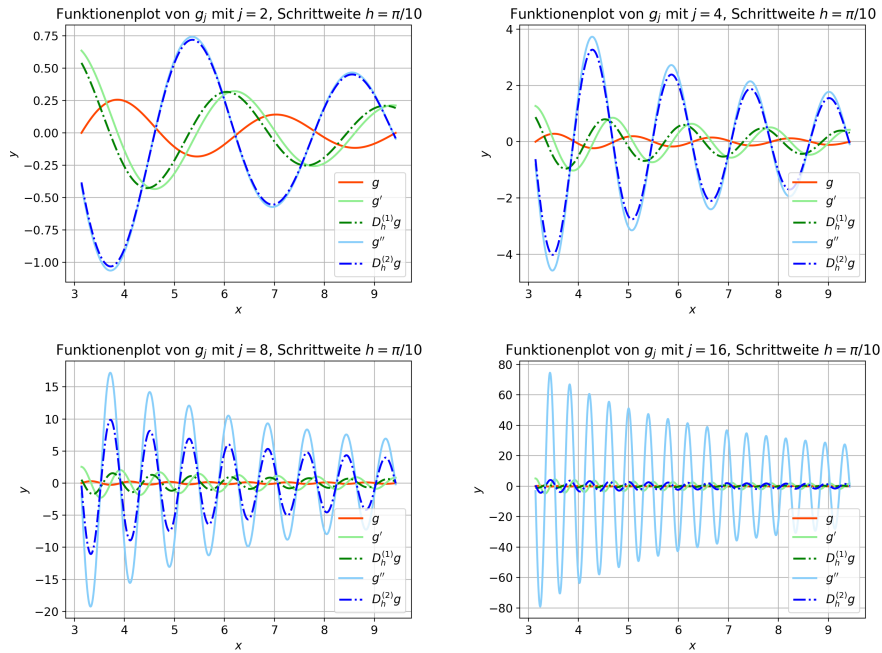 Funktionenplot von g_j mit j = 2, Schrittweite h = π/10
0.75
0.50
0.25
0.00
−0.25
−0.50
−0.75
−1.00
y
g
g′
D_h^(1)g
g″
D_h^(2)g
3 4 5 6 7 8 9
x
Funktionenplot von g_j mit j = 4, Schrittweite h = π/10
4
2
0
−2
−4
y
g
g′
D_h^(1)g
g″
D_h^(2)g
3 4 5 6 7 8 9
x
Funktionenplot von g_j mit j = 8, Schrittweite h = π/10
15
10
5
0
−5
−10
−15
−20
y
g
g′
D_h^(1)g
g″
D_h^(2)g
3 4 5 6 7 8 9
x
Funktionenplot von g_j mit j = 16, Schrittweite h = π/10
80
60
40
20
0
−20
−40
−60
−80
y
g
g′
D_h^(1)g
g″
D_h^(2)g
3 4 5 6 7 8 9
x